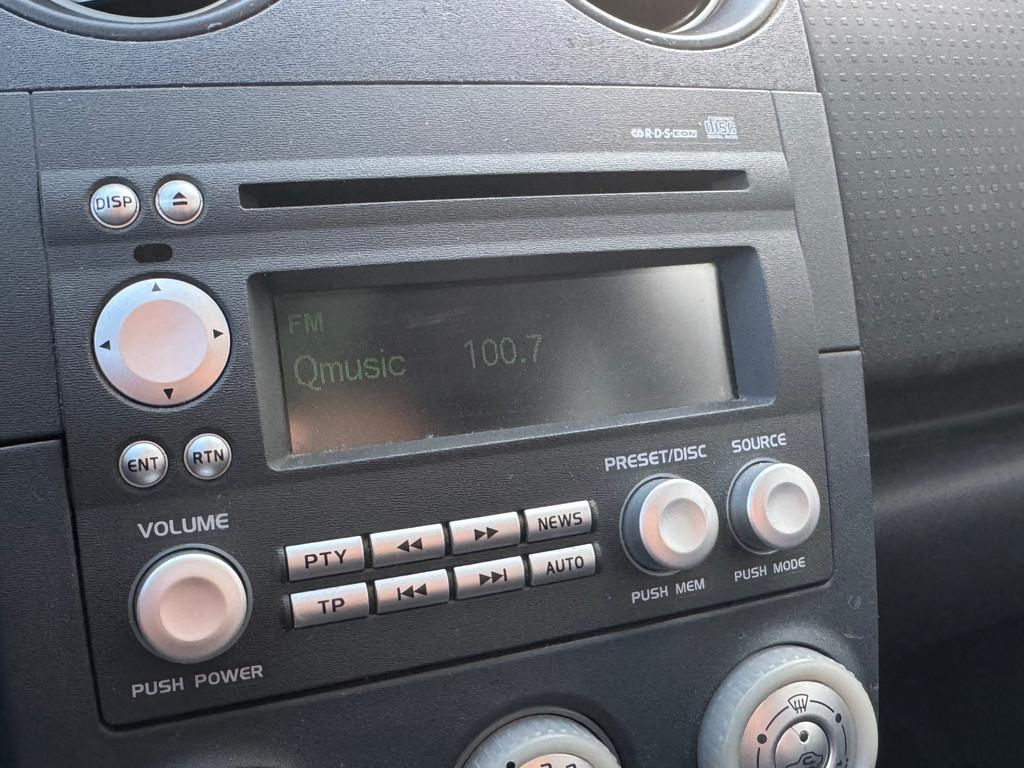 R·D·S EON
disc
DISP
FM
Qmusic 100.7
ENT RTN
PRESET/DISC SOURCE
VOLUME
PTY NEWS
TP AUTO
PUSH MEM PUSH MODE
PUSH POWER